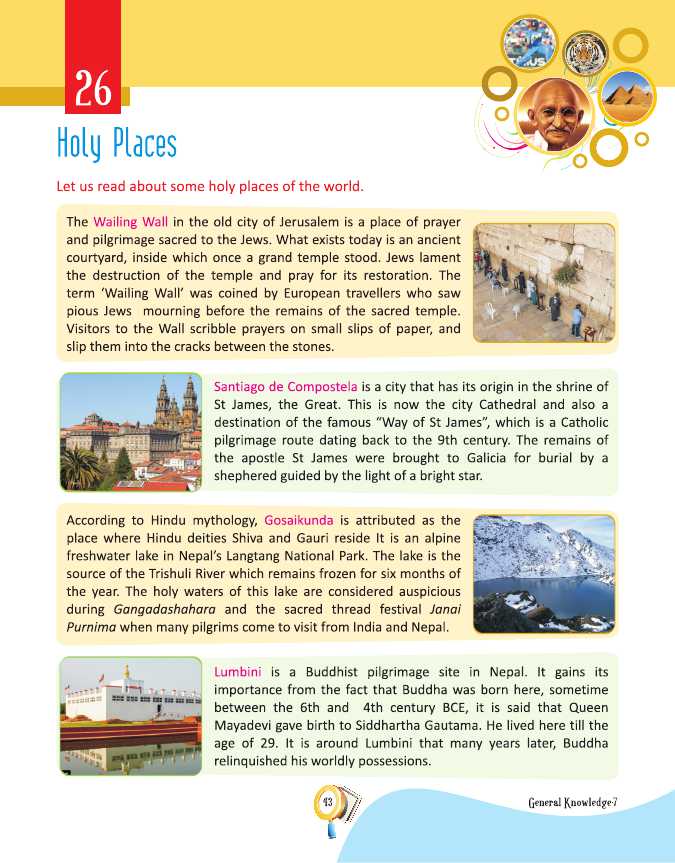 26
Holy Places
Let us read about some holy places of the world.
The Wailing Wall in the old city of Jerusalem is a place of prayer
and pilgrimage sacred to the Jews. What exists today is an ancient
courtyard, inside which once a grand temple stood. Jews lament
the destruction of the temple and pray for its restoration. The
term ‘Wailing Wall’ was coined by European travellers who saw
pious Jews mourning before the remains of the sacred temple.
Visitors to the Wall scribble prayers on small slips of paper, and
slip them into the cracks between the stones.
Santiago de Compostela is a city that has its origin in the shrine of
St James, the Great. This is now the city Cathedral and also a
destination of the famous “Way of St James”, which is a Catholic
pilgrimage route dating back to the 9th century. The remains of
the apostle St James were brought to Galicia for burial by a
shephered guided by the light of a bright star.
According to Hindu mythology, Gosaikunda is attributed as the
place where Hindu deities Shiva and Gauri reside It is an alpine
freshwater lake in Nepal’s Langtang National Park. The lake is the
source of the Trishuli River which remains frozen for six months of
the year. The holy waters of this lake are considered auspicious
during Gangadashahara and the sacred thread festival Janai
Purnima when many pilgrims come to visit from India and Nepal.
Lumbini is a Buddhist pilgrimage site in Nepal. It gains its
importance from the fact that Buddha was born here, sometime
between the 6th and 4th century BCE, it is said that Queen
Mayadevi gave birth to Siddhartha Gautama. He lived here till the
age of 29. It is around Lumbini that many years later, Buddha
relinquished his worldly possessions.
43
General Knowledge-7